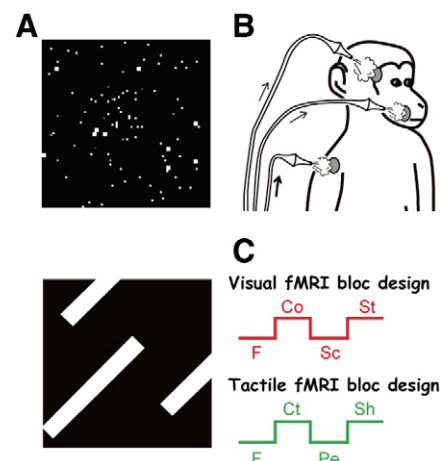 A
B
C
Visual fMRI bloc design
Co St
F Sc
Tactile fMRI bloc design
Ct Sh
F Pe